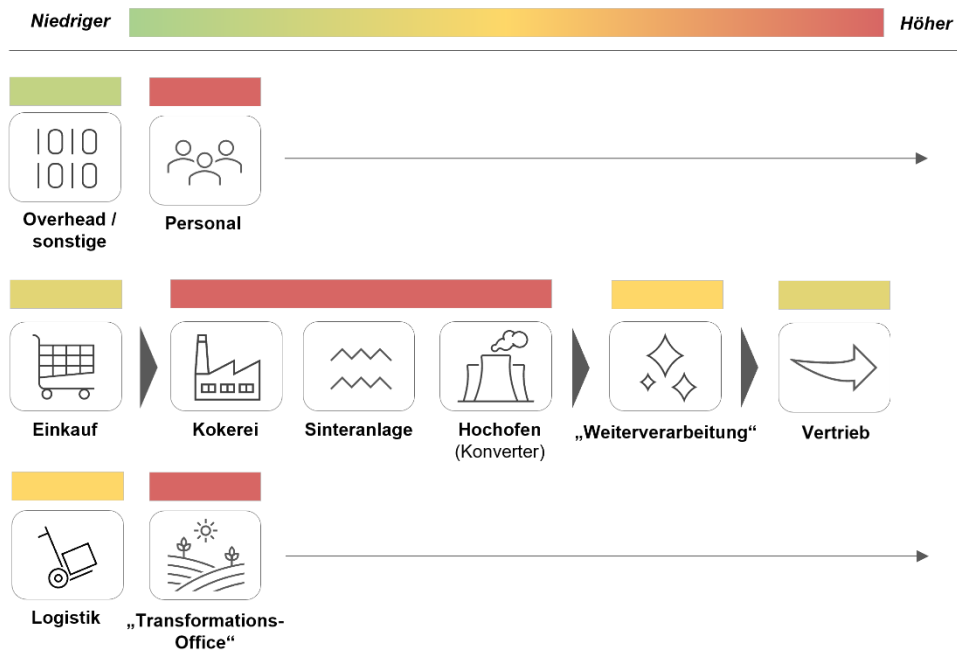 Niedriger
Höher
1010
1010
Overhead /
sonstige
Personal
Einkauf
Kokerei
Sinteranlage
Hochofen
(Konverter)
„Weiterverarbeitung“
Vertrieb
Logistik
„Transformations-
Office“